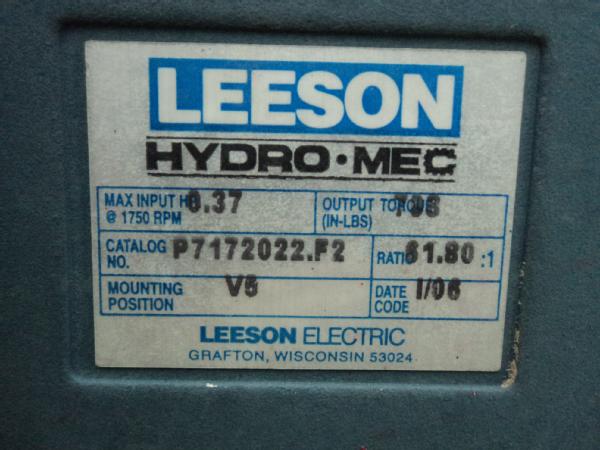 LEESON
HYDRO·MEC
MAX INPUT HP 0.37 OUTPUT TORQUE
@ 1750 RPM (IN-LBS)
CATALOG P7172022.F2 RATIO 61.80 :1
NO.
MOUNTING V5 DATE I/06
POSITION CODE
LEESON ELECTRIC
GRAFTON, WISCONSIN 53024